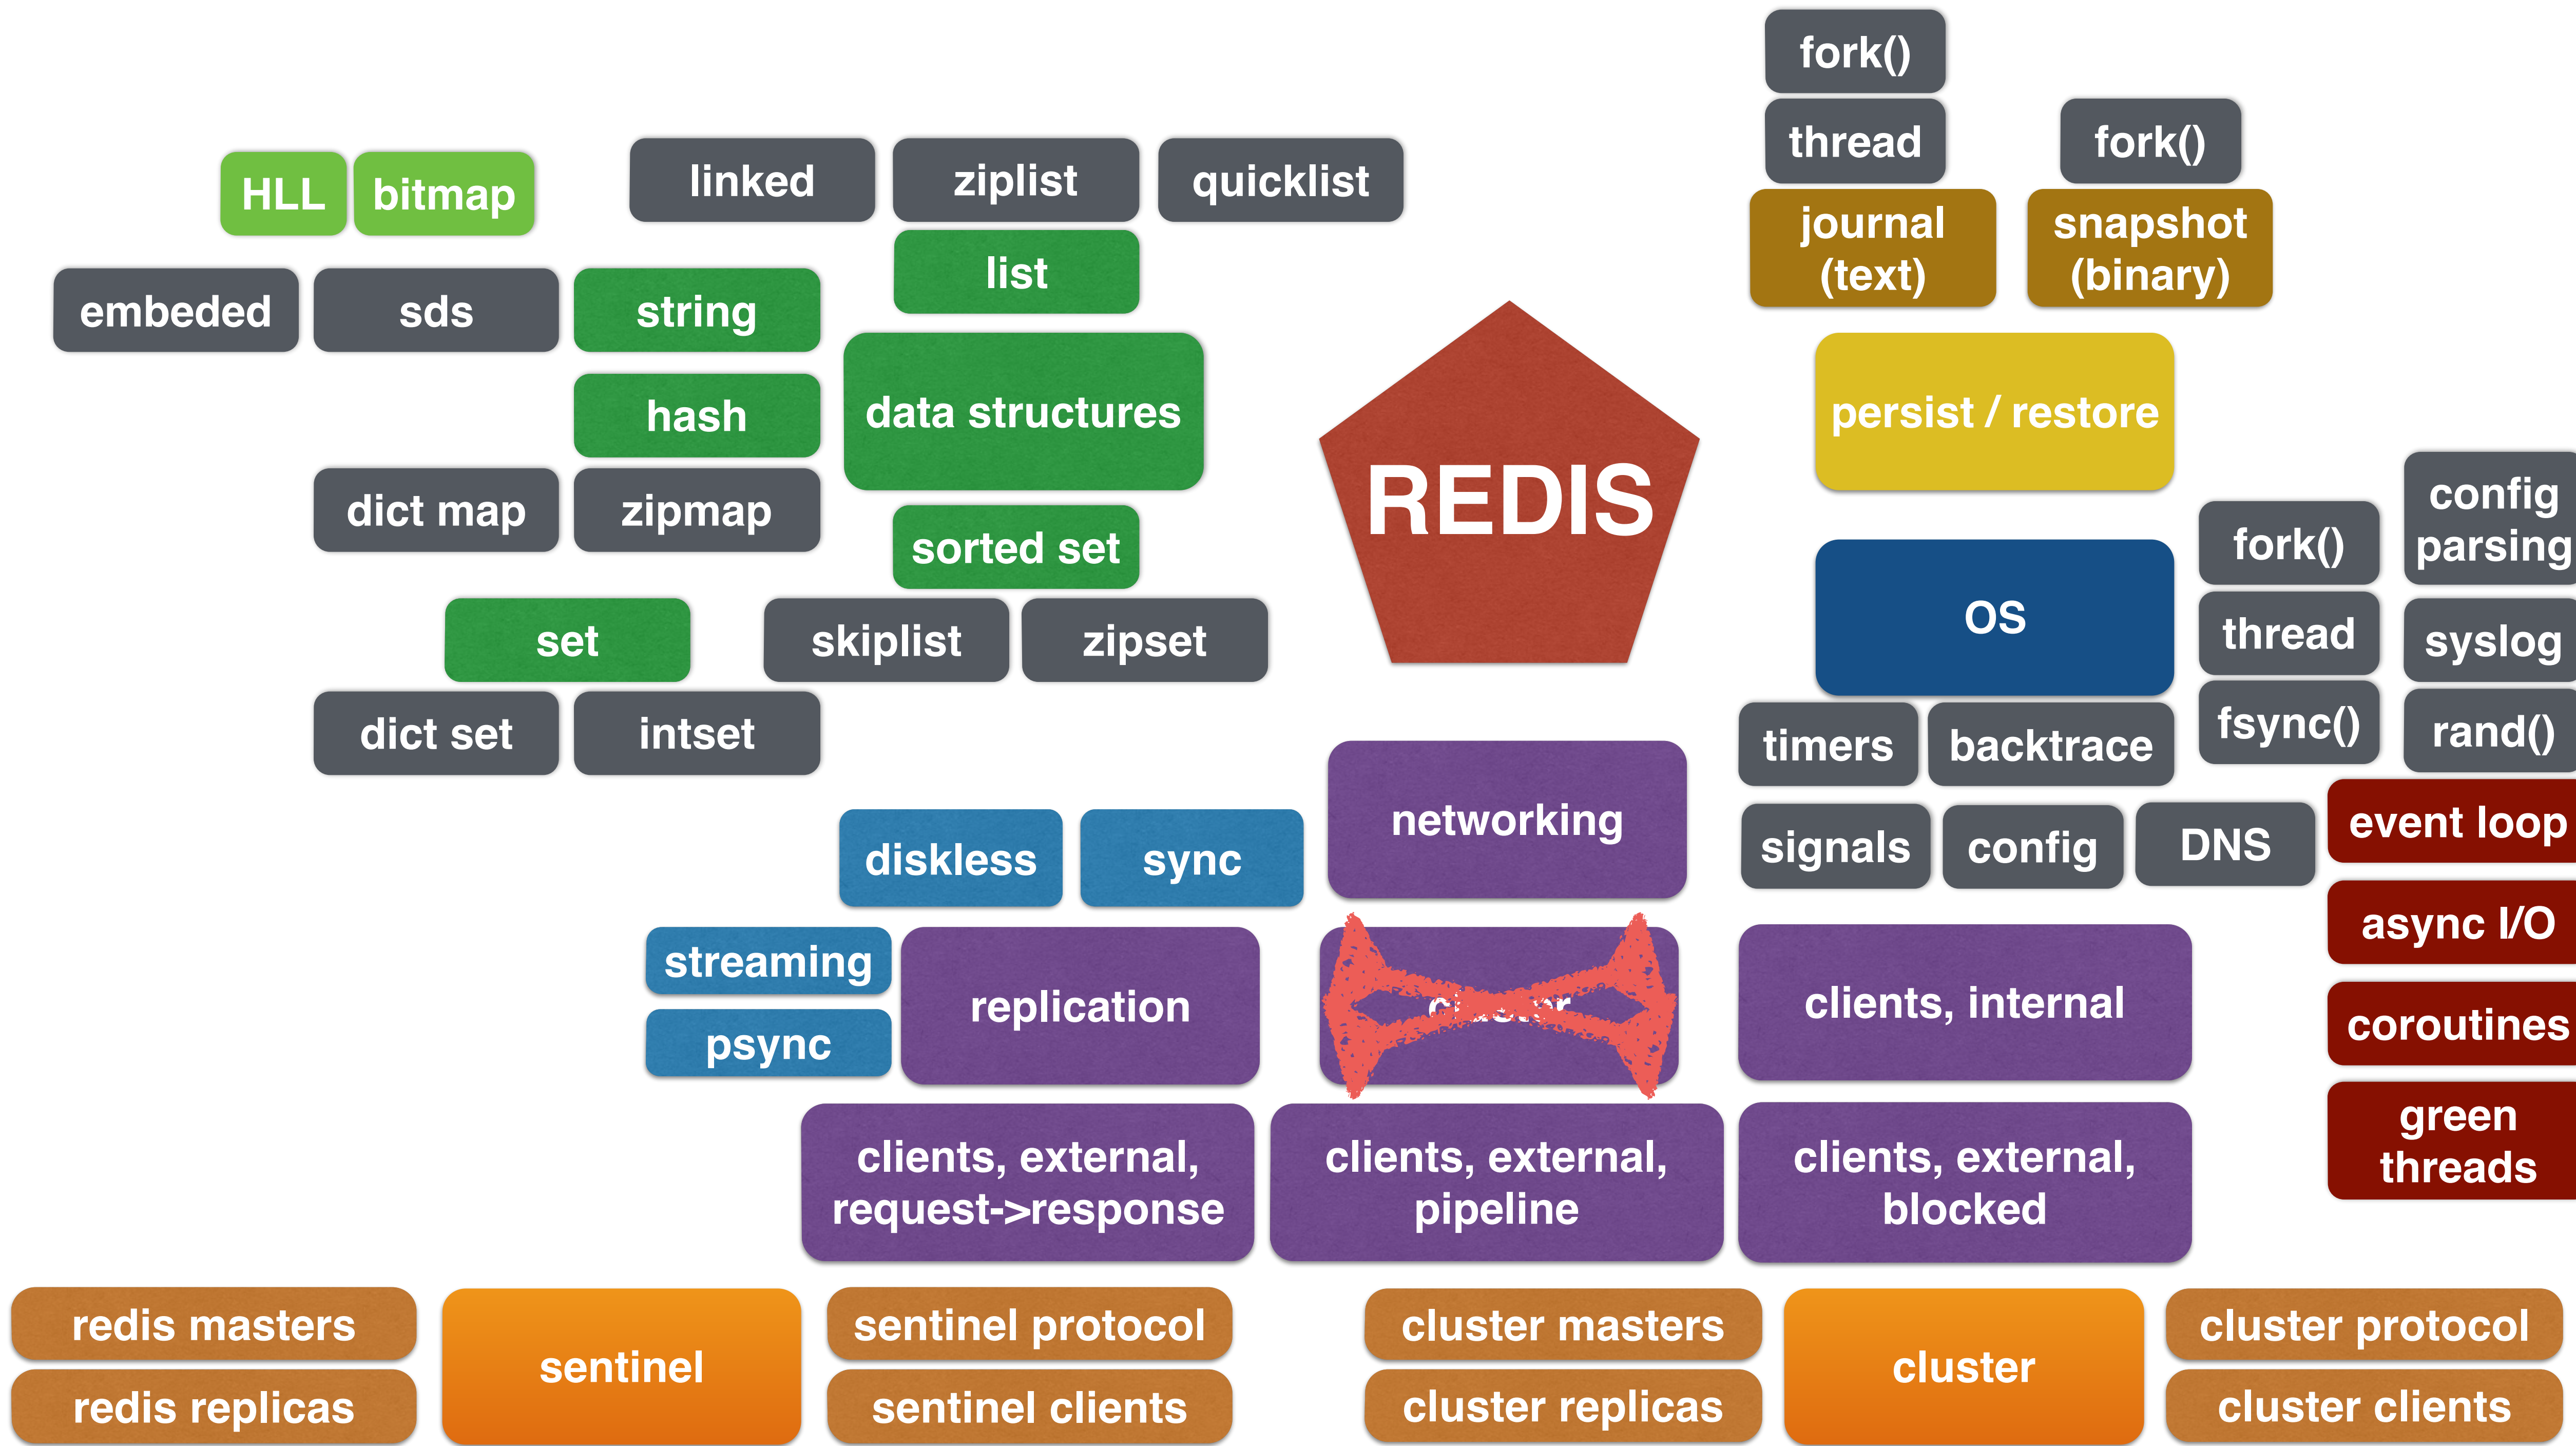 fork()
thread
fork()
HLL
bitmap
linked
ziplist
quicklist
journal
(text)
snapshot
(binary)
list
embeded
sds
string
hash
data structures
persist / restore
REDIS
dict map
zipmap
sorted set
config
parsing
fork()
OS
set
skiplist
zipset
thread
syslog
dict set
intset
fsync()
rand()
timers
backtrace
networking
event loop
diskless
sync
signals
config
DNS
streaming
async I/O
replication
clients, internal
psync
coroutines
clients, external,
request->response
clients, external,
pipeline
clients, external,
blocked
green
threads
redis masters
sentinel
sentinel protocol
cluster masters
cluster
cluster protocol
redis replicas
sentinel clients
cluster replicas
cluster clients